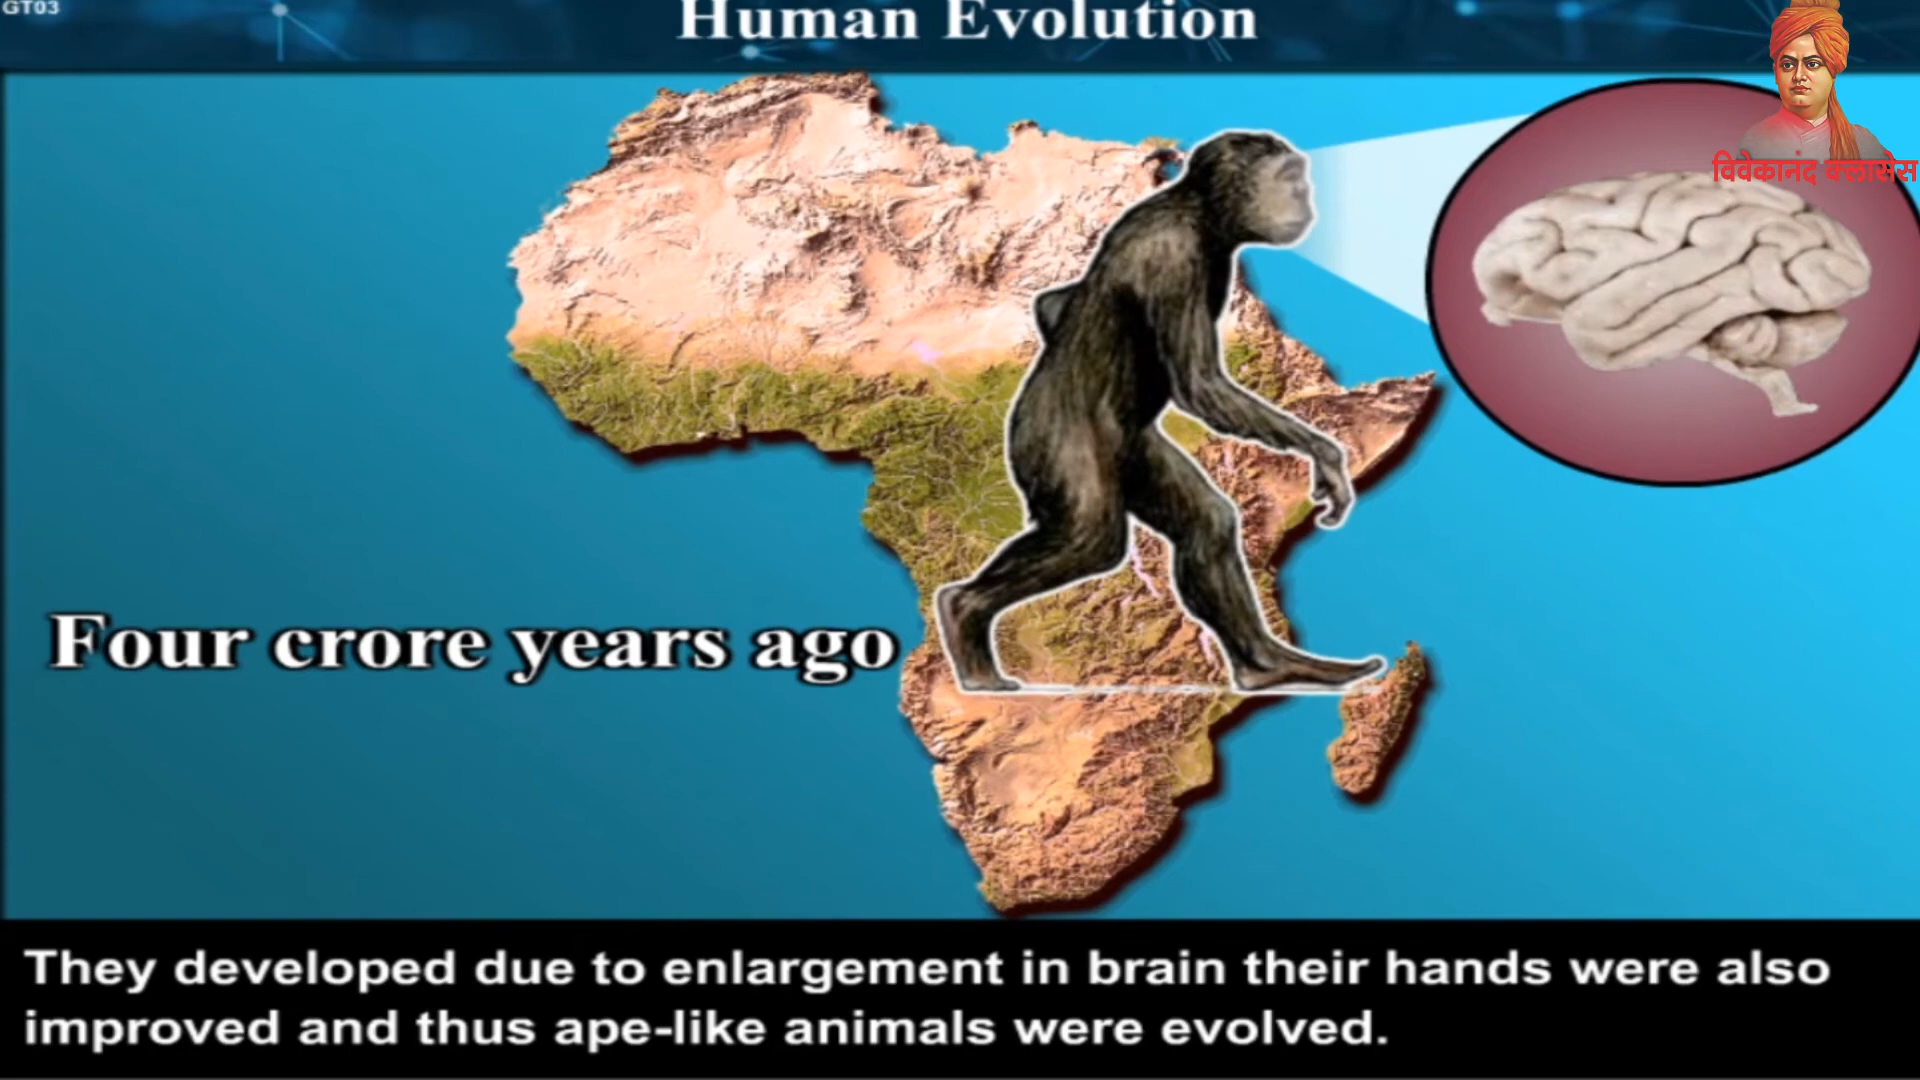 GT03
Human Evolution
विवेकानंद क्लासेस
Four crore years ago
They developed due to enlargement in brain their hands were also
improved and thus ape-like animals were evolved.